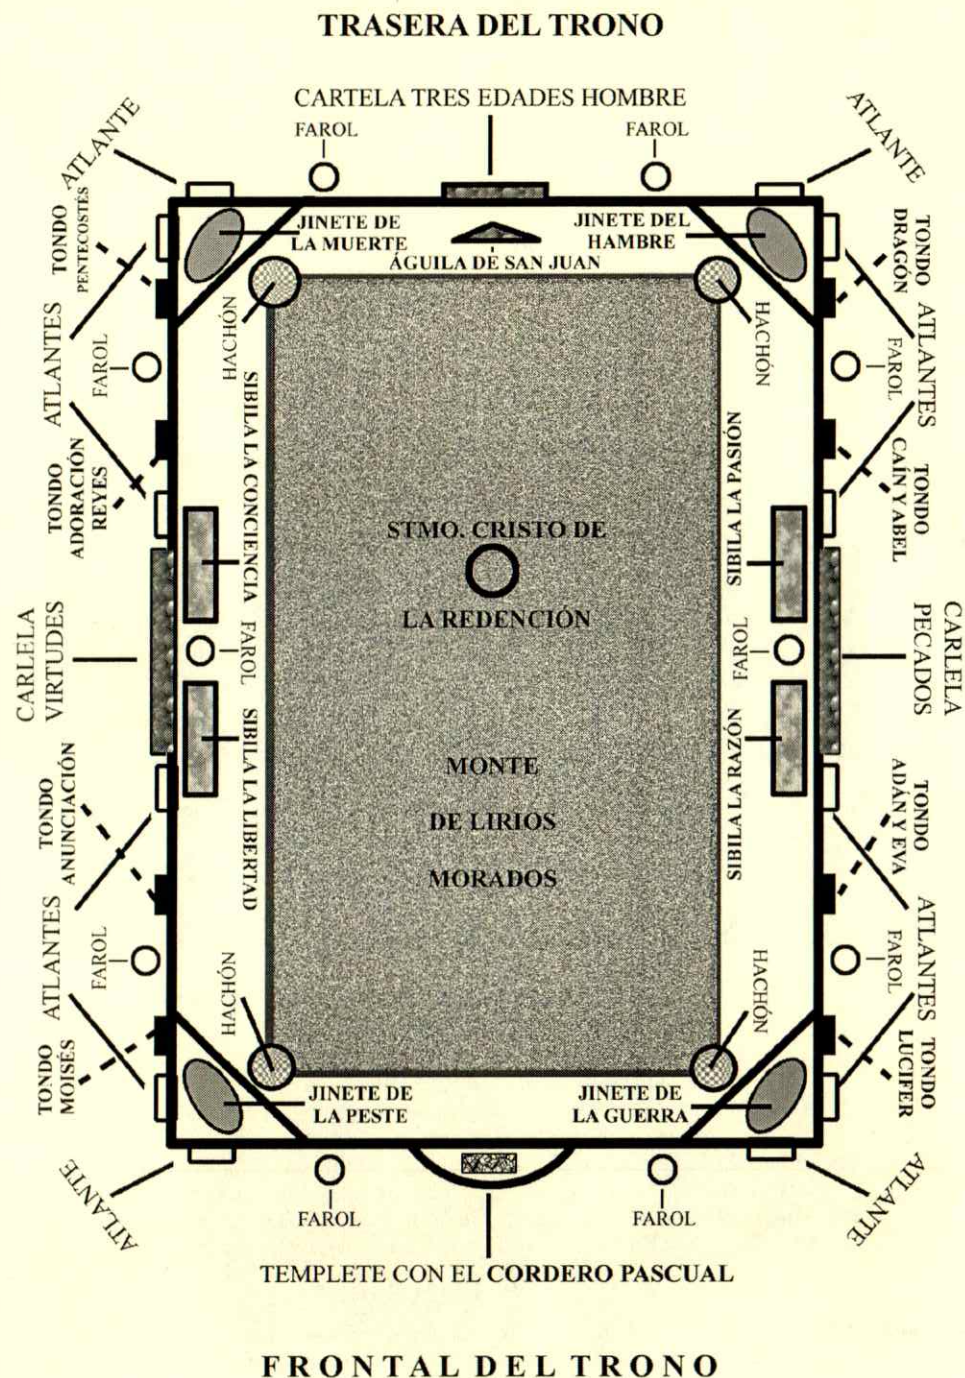 TRASERA DEL TRONO
CARTELA TRES EDADES HOMBRE
FAROL
FAROL
ATLANTE
ATLANTE
TONDO
PENTECOSTÉS
JINETE DE
LA MUERTE
JINETE DEL
HAMBRE
ÁGUILA DE SAN JUAN
TONDO
DRAGÓN
HACHÓN
HACHÓN
ATLANTES
FAROL
FAROL
ATLANTES
TONDO
ADORACIÓN
REYES
SIBILA LA CONCIENCIA
SIBILA LA PASIÓN
TONDO
CAÍN Y ABEL
STMO. CRISTO DE
LA REDENCIÓN
CARLELA
VIRTUDES
FAROL
FAROL
CARLELA
PECADOS
TONDO
ANUNCIACIÓN
SIBILA LA LIBERTAD
MONTE
DE LIRIOS
MORADOS
SIBILA LA RAZÓN
TONDO
ADÁN Y EVA
ATLANTES
FAROL
HACHÓN
HACHÓN
FAROL
ATLANTES
TONDO
MOISÉS
JINETE DE
LA PESTE
JINETE DE
LA GUERRA
TONDO
LUCIFER
ATLANTE
FAROL
FAROL
ATLANTE
TEMPLETE CON EL CORDERO PASCUAL
FRONTAL DEL TRONO